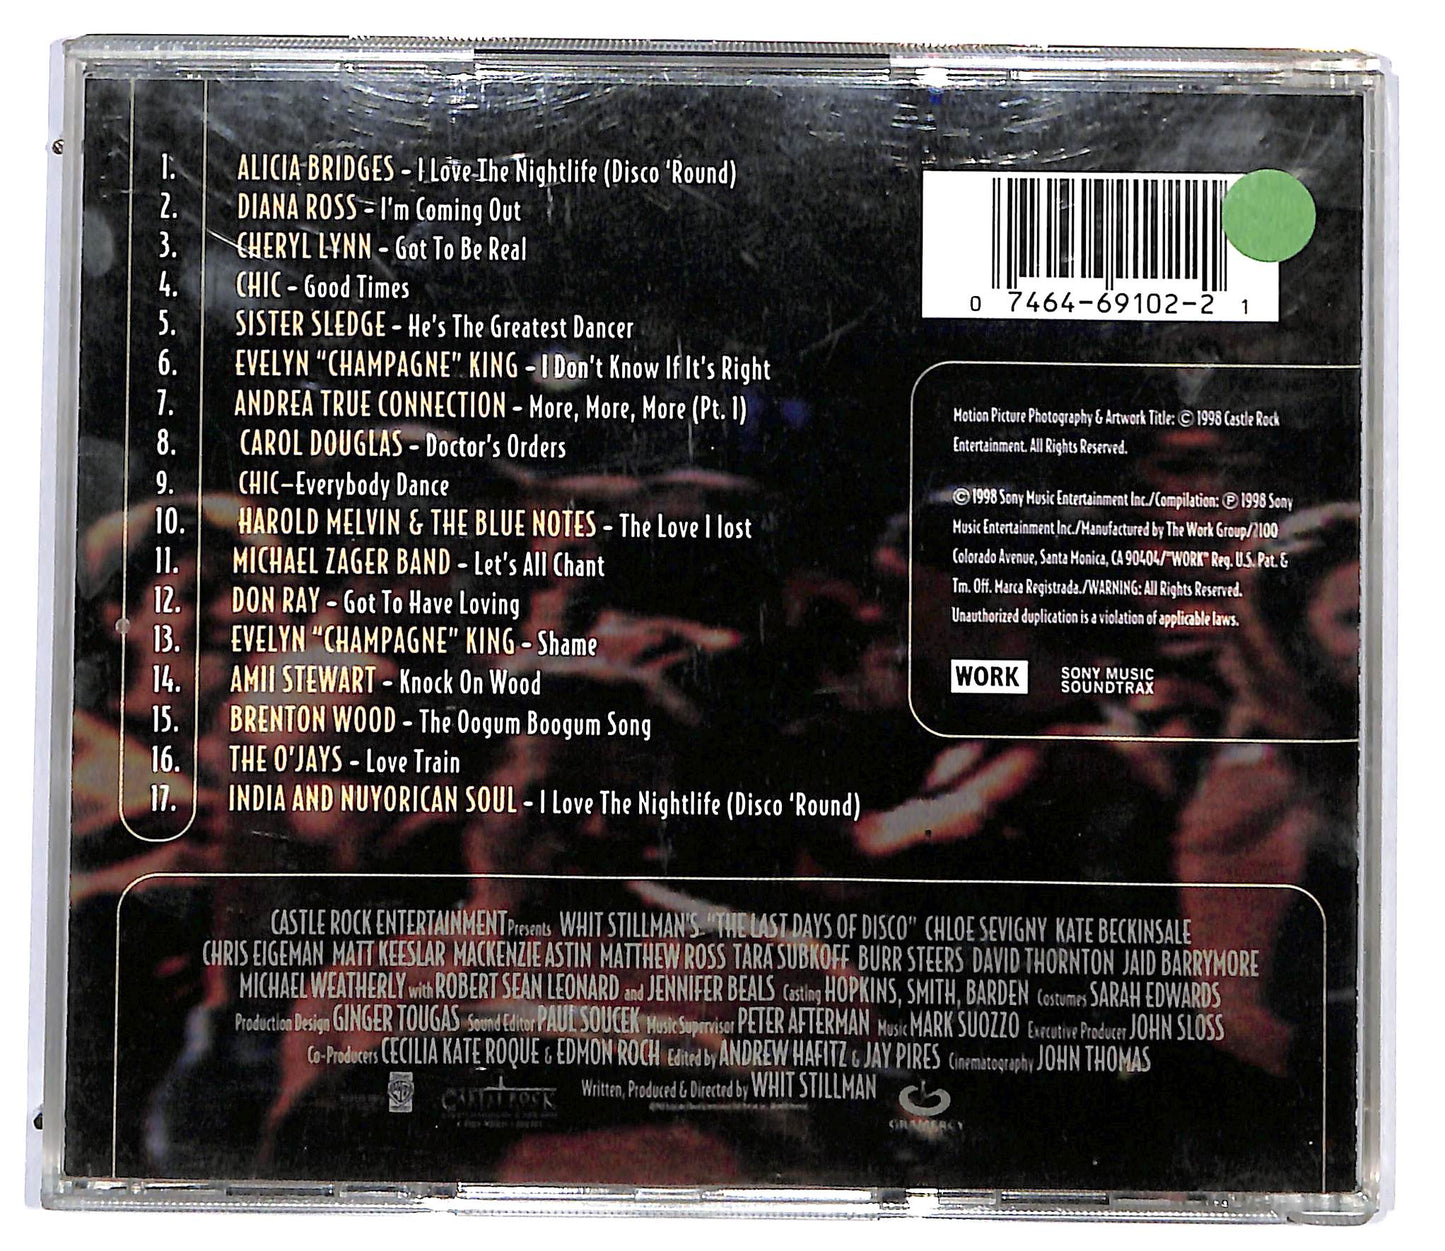 1. ALICIA BRIDGES - I Love The Nightlife (Disco 'Round)
2. DIANA ROSS - I'm Coming Out
3. CHERYL LYNN - Got To Be Real
4. CHIC - Good Times
5. SISTER SLEDGE - He's The Greatest Dancer
6. EVELYN "CHAMPAGNE" KING - I Don't Know If It's Right
7. ANDREA TRUE CONNECTION - More, More, More (Pt. 1)
8. CAROL DOUGLAS - Doctor's Orders
9. CHIC-Everybody Dance
10. HAROLD MELVIN & THE BLUE NOTES - The Love I lost
11. MICHAEL ZAGER BAND - Let's All Chant
12. DON RAY - Got To Have Loving
13. EVELYN "CHAMPAGNE" KING - Shame
14. AMII STEWART - Knock On Wood
15. BRENTON WOOD - The Oogum Boogum Song
16. THE O'JAYS - Love Train
17. INDIA AND NUYORICAN SOUL - I Love The Nightlife (Disco 'Round)
0 7464-69102-2 1
Motion Picture Photography & Artwork Title: © 1998 Castle Rock
Entertainment. All Rights Reserved.
© 1998 Sony Music Entertainment Inc./Compilation: ℗ 1998 Sony
Music Entertainment Inc./Manufactured by The Work Group/2100
Colorado Avenue, Santa Monica, CA 90404/"WORK" Reg. U.S. Pat. &
Tm. Off. Marca Registrada./WARNING: All Rights Reserved.
Unauthorized duplication is a violation of applicable laws.
WORK
SONY MUSIC
SOUNDTRAX
CASTLE ROCK ENTERTAINMENT Presents WHIT STILLMAN'S "THE LAST DAYS OF DISCO" CHLOE SEVIGNY KATE BECKINSALE
CHRIS EIGEMAN MATT KEESLAR MACKENZIE ASTIN MATTHEW ROSS TARA SUBKOFF BURR STEERS DAVID THORNTON JAID BARRYMORE
MICHAEL WEATHERLY with ROBERT SEAN LEONARD and JENNIFER BEALS Casting HOPKINS, SMITH, BARDEN Costumes SARAH EDWARDS
Production Design GINGER TOUGAS Sound Editor PAUL SOUCEK Music Supervisor PETER AFTERMAN Music MARK SUOZZO Executive Producer JOHN SLOSS
Co-Producers CECILIA KATE ROQUE & EDMON ROCH Edited by ANDREW HAFITZ & JAY PIRES Cinematography JOHN THOMAS
Written, Produced & Directed by WHIT STILLMAN
CASTLE ROCK
GRAMERCY